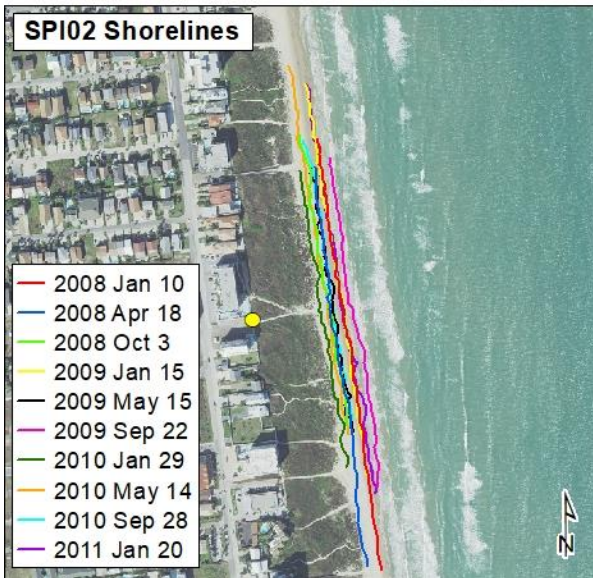 SPI02 Shorelines
2008 Jan 10
2008 Apr 18
2008 Oct 3
2009 Jan 15
2009 May 15
2009 Sep 22
2010 Jan 29
2010 May 14
2010 Sep 28
2011 Jan 20
N